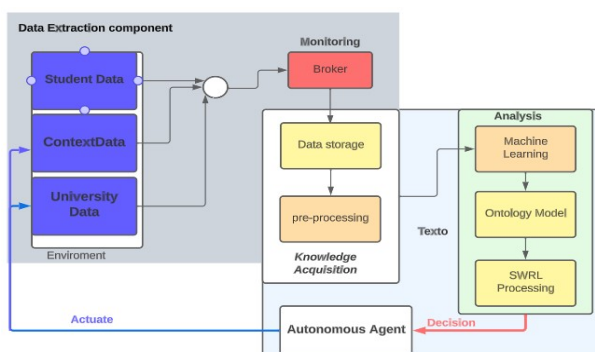 Data Extraction component
Monitoring
Student Data
Broker
ContextData
University
Data
Enviroment
Data storage
pre-processing
Knowledge
Acquisition
Texto
Analysis
Machine
Learning
Ontology Model
SWRL
Processing
Actuate
Autonomous Agent
Decision